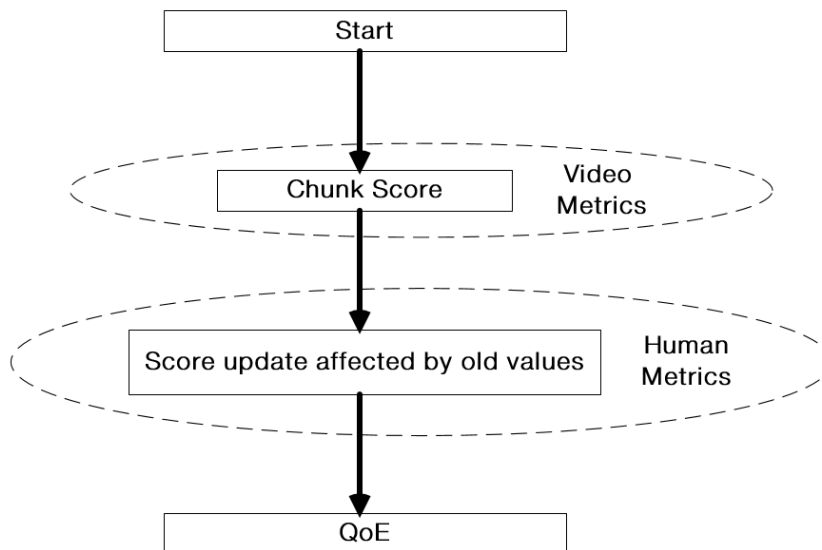 Start
Chunk Score
Video
Metrics
Score update affected by old values
Human
Metrics
QoE